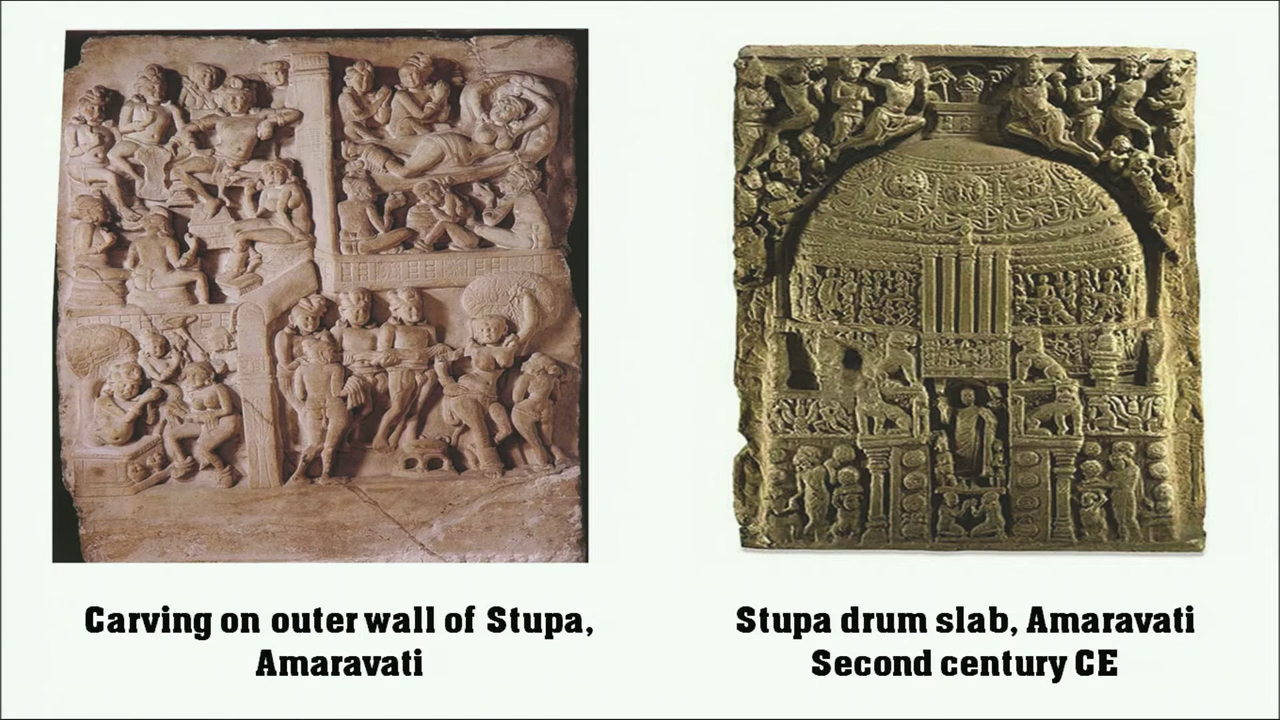 Carving on outer wall of Stupa,
Amaravati
Stupa drum slab, Amaravati
Second century CE